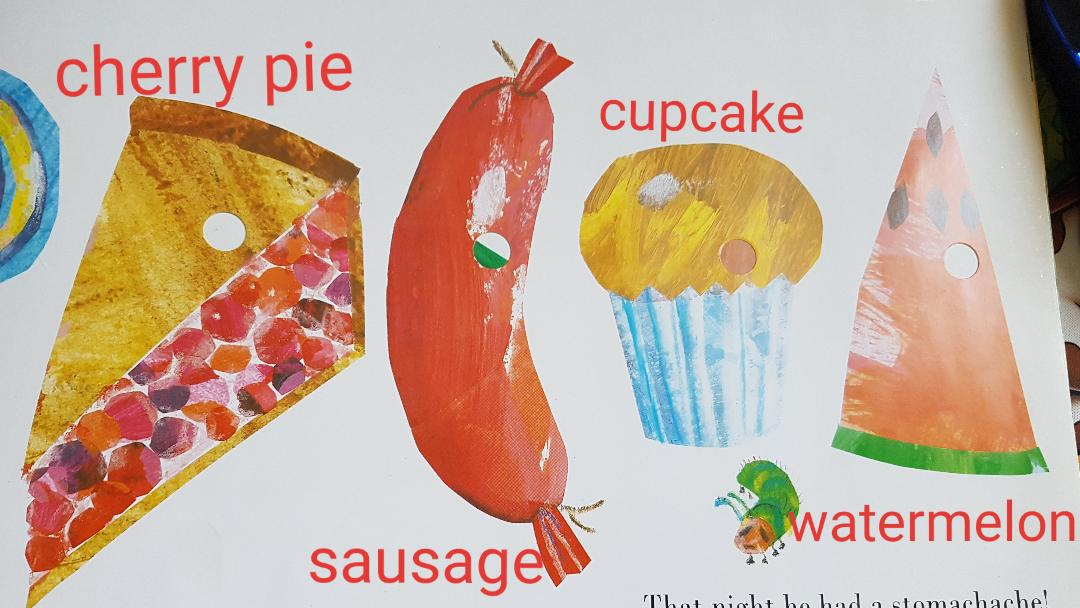 cherry pie
cupcake
sausage
watermelon
That night he had a stomachache!